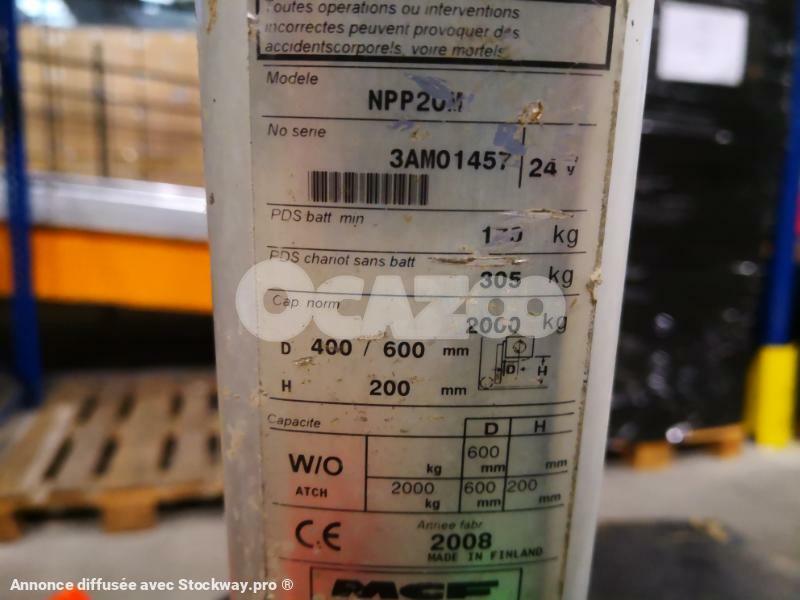 Toutes operations ou interventions
incorrectes peuvent provoquer des
accidentscorporels, voire mortels
Modele
NPP20M
No serie
3AM01457 24 V
PDS batt min
kg
PDS chariot sans batt
305 kg
OCAZOO
Cap. norm
2000 kg
D 400 / 600 mm
D H
H 200 mm
Capacite D H
W/O kg 600 mm mm
ATCH 2000 kg 600 mm 200 mm
CE
Annee fabr
2008
MADE IN FINLAND
MCF
Annonce diffusée avec Stockway.pro ®